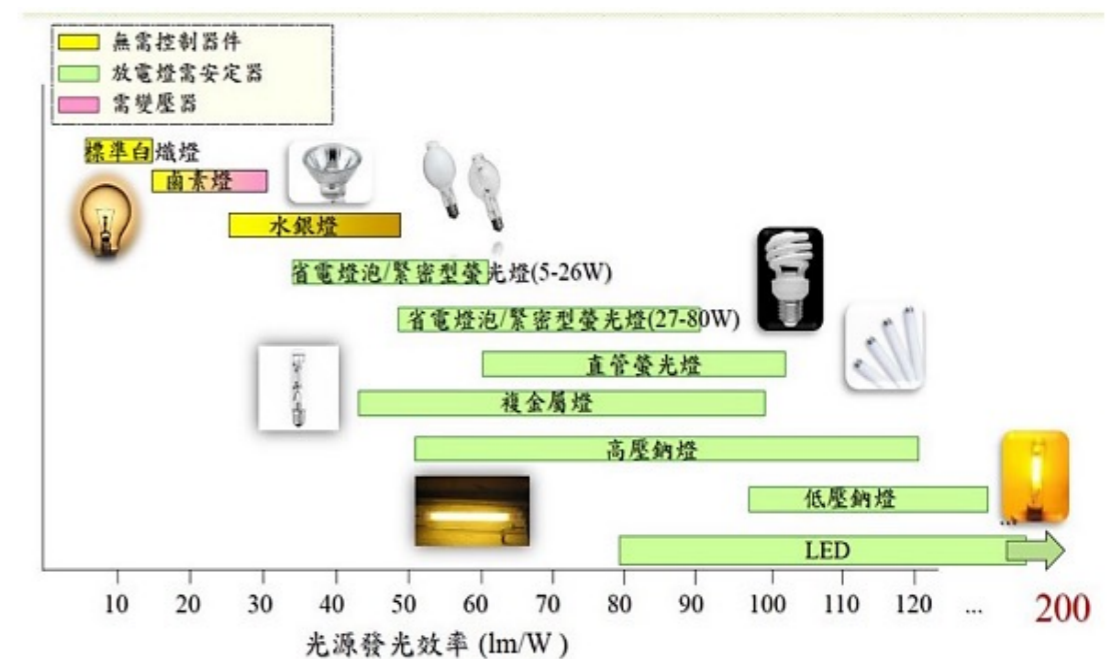 無需控制器件
放電燈需安定器
需變壓器
標準白熾燈
鹵素燈
水銀燈
省電燈泡/緊密型螢光燈(5-26W)
省電燈泡/緊密型螢光燈(27-80W)
直管螢光燈
複金屬燈
高壓鈉燈
低壓鈉燈
...
LED
10 20 30 40 50 60 70 80 90 100 110 120 ... 200
光源發光效率 (lm/W )